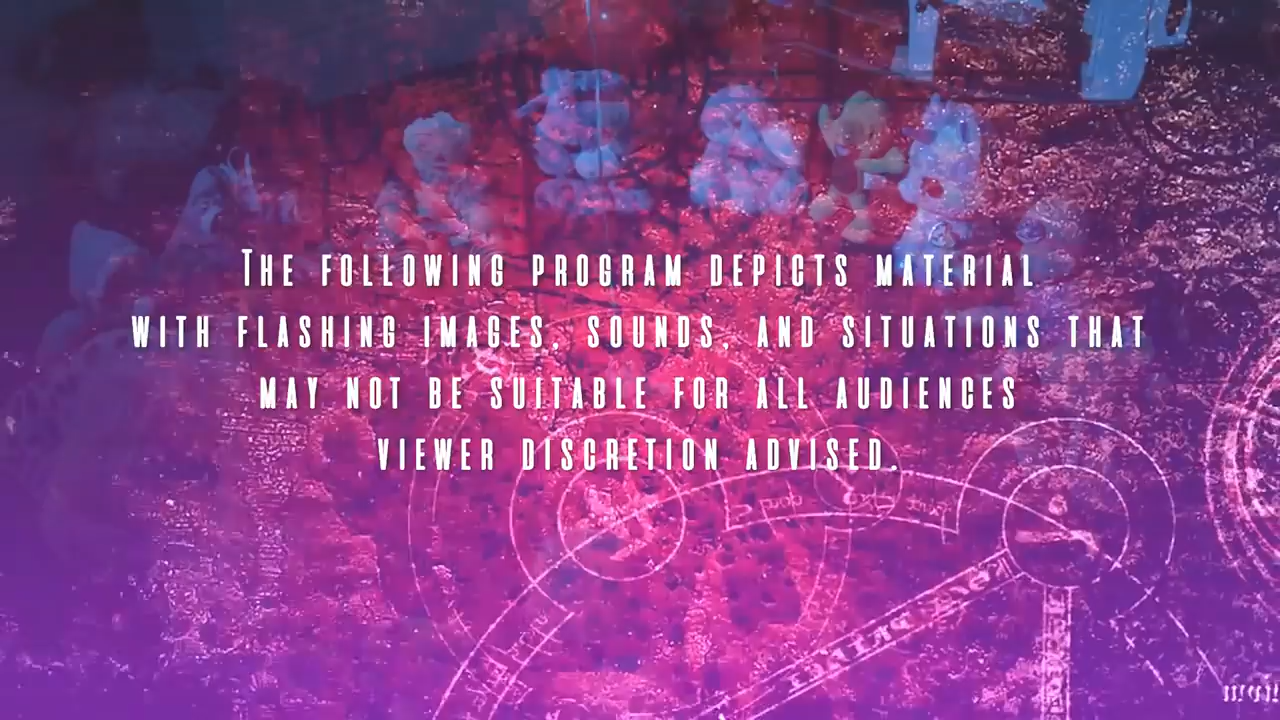 The following program depicts material
with flashing images, sounds, and situations that
may not be suitable for all audiences
viewer discretion advised.